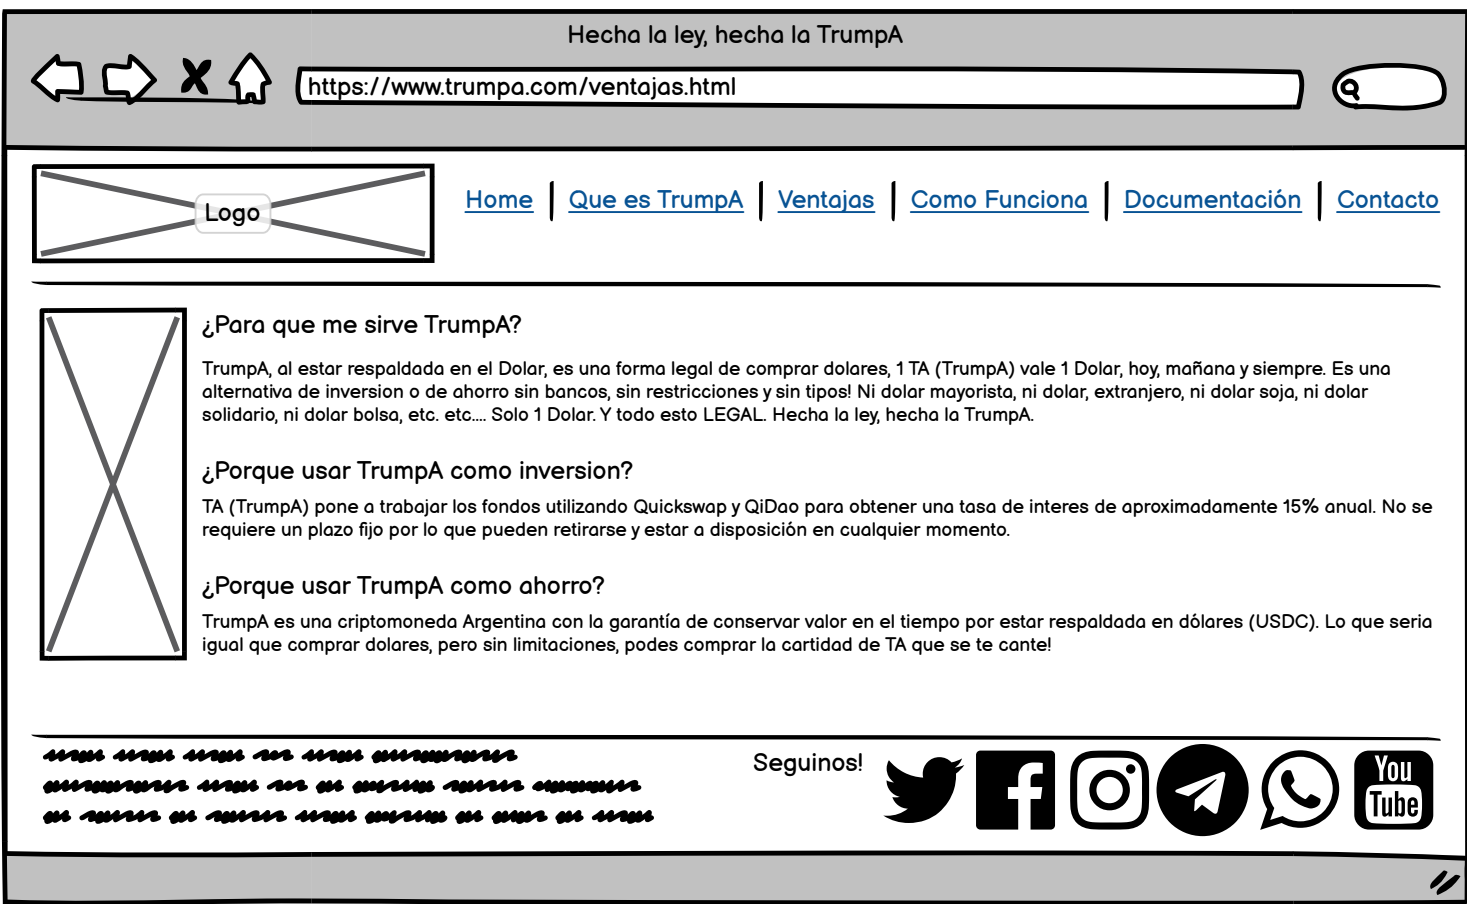 Hecha la ley, hecha la TrumpA
https://www.trumpa.com/ventajas.html
Logo
Home | Que es TrumpA | Ventajas | Como Funciona | Documentación | Contacto
¿Para que me sirve TrumpA?
TrumpA, al estar respaldada en el Dolar, es una forma legal de comprar dolares, 1 TA (TrumpA) vale 1 Dolar, hoy, mañana y siempre. Es una
alternativa de inversion o de ahorro sin bancos, sin restricciones y sin tipos! Ni dolar mayorista, ni dolar, extranjero, ni dolar soja, ni dolar
solidario, ni dolar bolsa, etc. etc.... Solo 1 Dolar. Y todo esto LEGAL. Hecha la ley, hecha la TrumpA.
¿Porque usar TrumpA como inversion?
TA (TrumpA) pone a trabajar los fondos utilizando Quickswap y QiDao para obtener una tasa de interes de aproximadamente 15% anual. No se
requiere un plazo fijo por lo que pueden retirarse y estar a disposición en cualquier momento.
¿Porque usar TrumpA como ahorro?
TrumpA es una criptomoneda Argentina con la garantía de conservar valor en el tiempo por estar respaldada en dólares (USDC). Lo que seria
igual que comprar dolares, pero sin limitaciones, podes comprar la cartidad de TA que se te cante!
Seguinos!
You
Tube